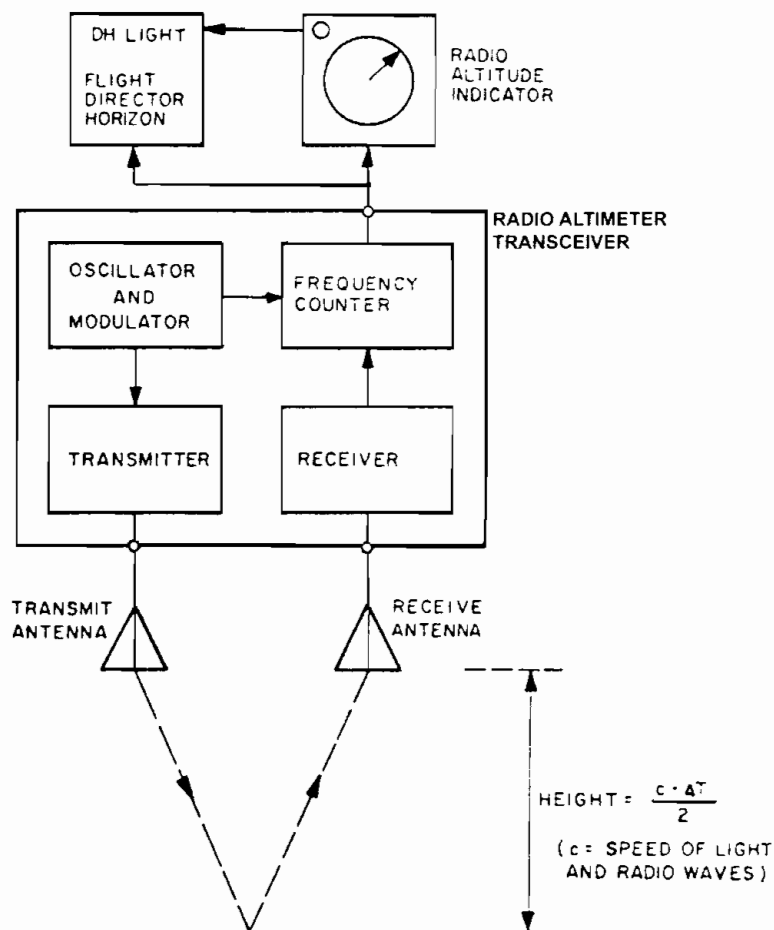 DH LIGHT
FLIGHT
DIRECTOR
HORIZON
RADIO
ALTITUDE
INDICATOR
RADIO ALTIMETER
TRANSCEIVER
OSCILLATOR
AND
MODULATOR
FREQUENCY
COUNTER
TRANSMITTER
RECEIVER
TRANSMIT
ANTENNA
RECEIVE
ANTENNA
HEIGHT = c · ΔT
2
(c = SPEED OF LIGHT
AND RADIO WAVES)